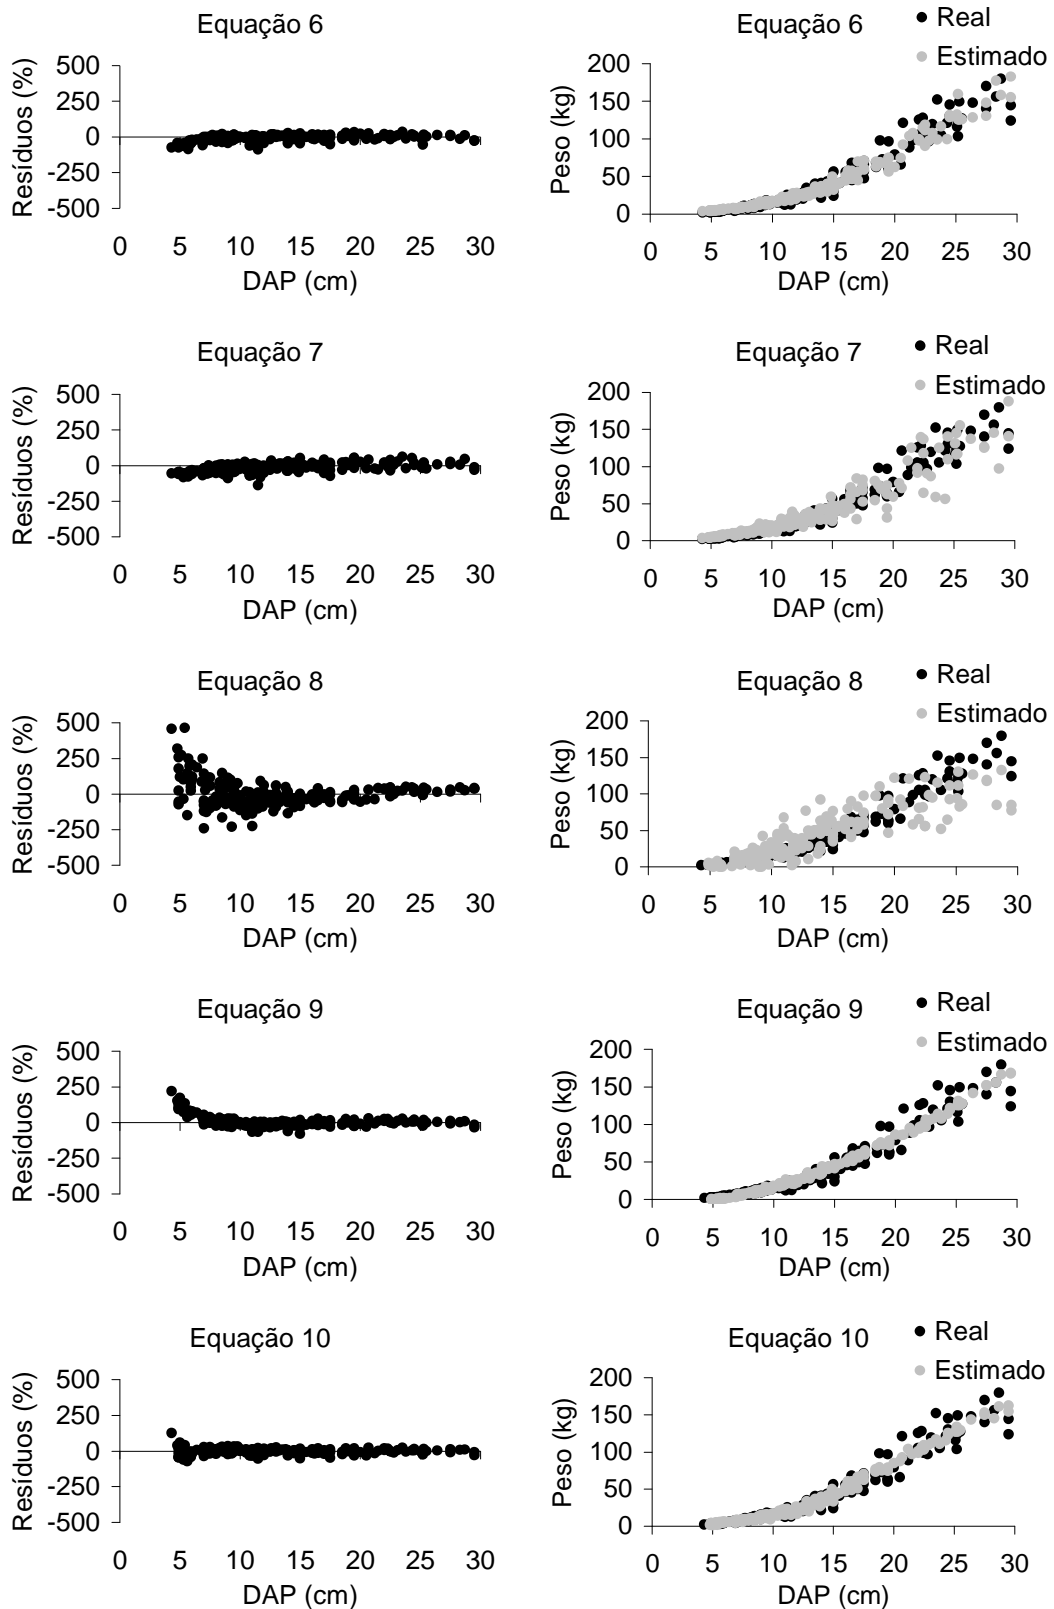 Equação 6
Resíduos (%)
500
250
0
-250
-500
0 5 10 15 20 25 30
DAP (cm)
Equação 6
Real
Estimado
Peso (kg)
200
150
100
50
0
0 5 10 15 20 25 30
DAP (cm)
Equação 7
Resíduos (%)
500
250
0
-250
-500
0 5 10 15 20 25 30
DAP (cm)
Equação 7
Real
Estimado
Peso (kg)
200
150
100
50
0
0 5 10 15 20 25 30
DAP (cm)
Equação 8
Resíduos (%)
500
250
0
-250
-500
0 5 10 15 20 25 30
DAP (cm)
Equação 8
Real
Estimado
Peso (kg)
200
150
100
50
0
0 5 10 15 20 25 30
DAP (cm)
Equação 9
Resíduos (%)
500
250
0
-250
-500
0 5 10 15 20 25 30
DAP (cm)
Equação 9
Real
Estimado
Peso (kg)
200
150
100
50
0
0 5 10 15 20 25 30
DAP (cm)
Equação 10
Resíduos (%)
500
250
0
-250
-500
0 5 10 15 20 25 30
DAP (cm)
Equação 10
Real
Estimado
Peso (kg)
200
150
100
50
0
0 5 10 15 20 25 30
DAP (cm)